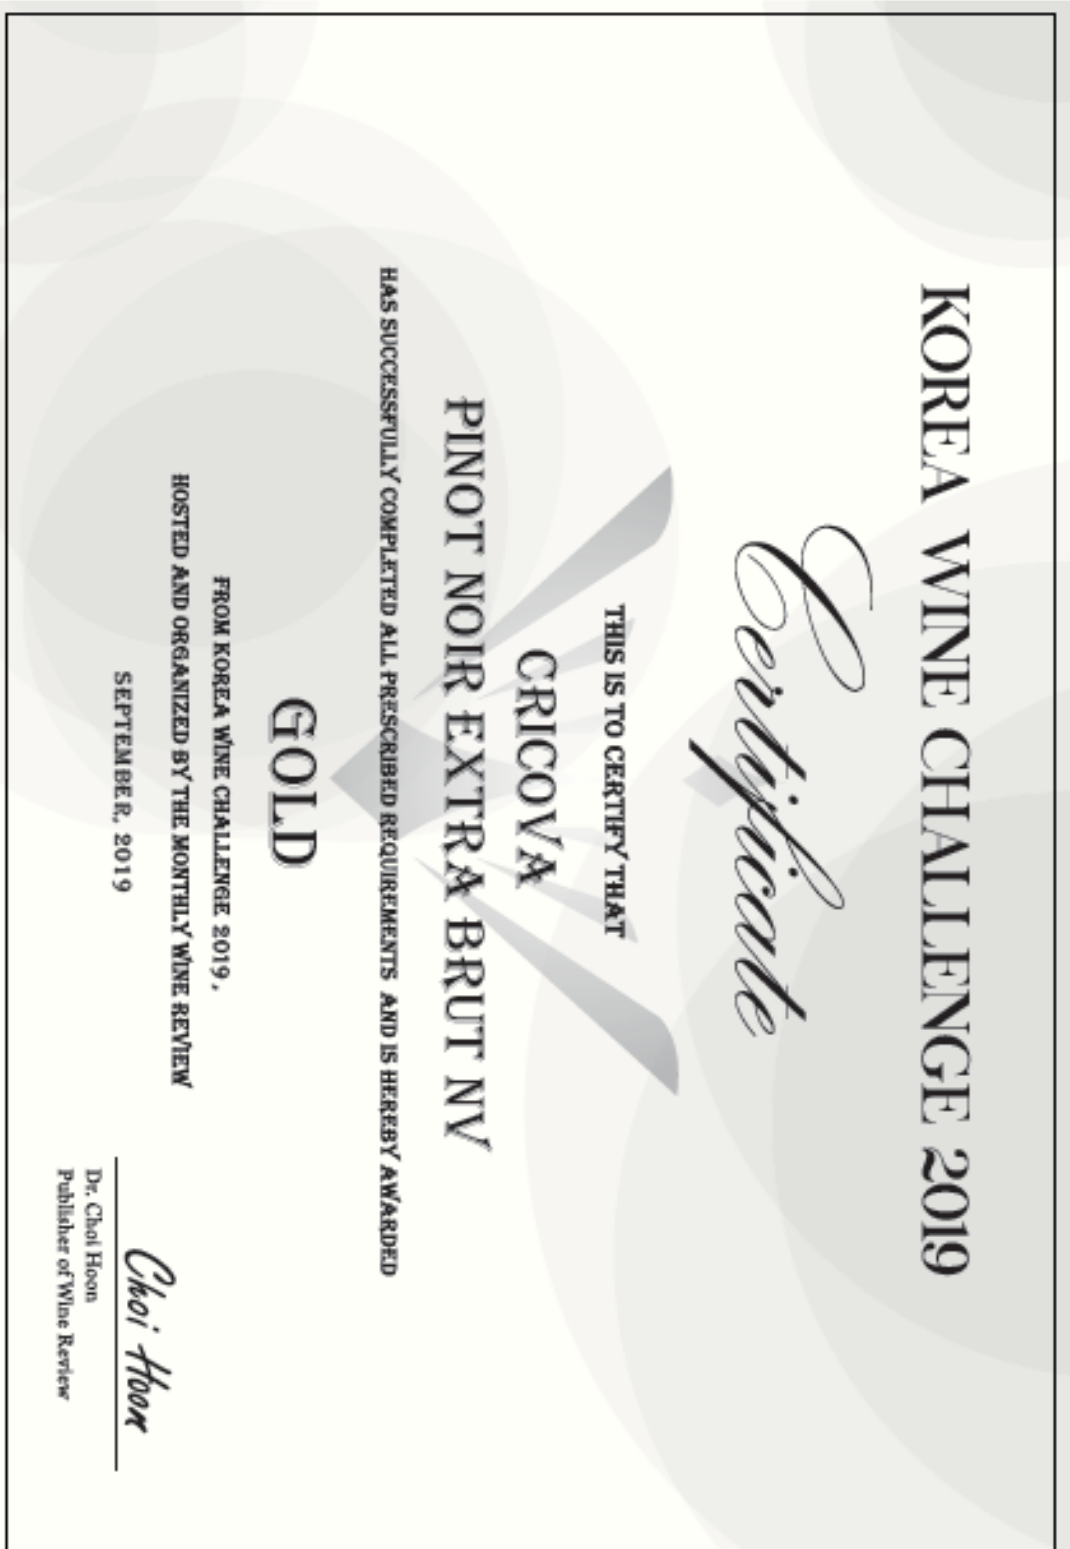 KOREA WINE CHALLENGE 2019
Certificate
THIS IS TO CERTIFY THAT
CRICOVA
PINOT NOIR EXTRA BRUT NV
HAS SUCCESSFULLY COMPLETED ALL PRESCRIBED REQUIREMENTS AND IS HEREBY AWARDED
GOLD
FROM KOREA WINE CHALLENGE 2019,
HOSTED AND ORGANIZED BY THE MONTHLY WINE REVIEW
SEPTEMBER, 2019
Choi Hoon
Dr. Choi Hoon
Publisher of Wine Review